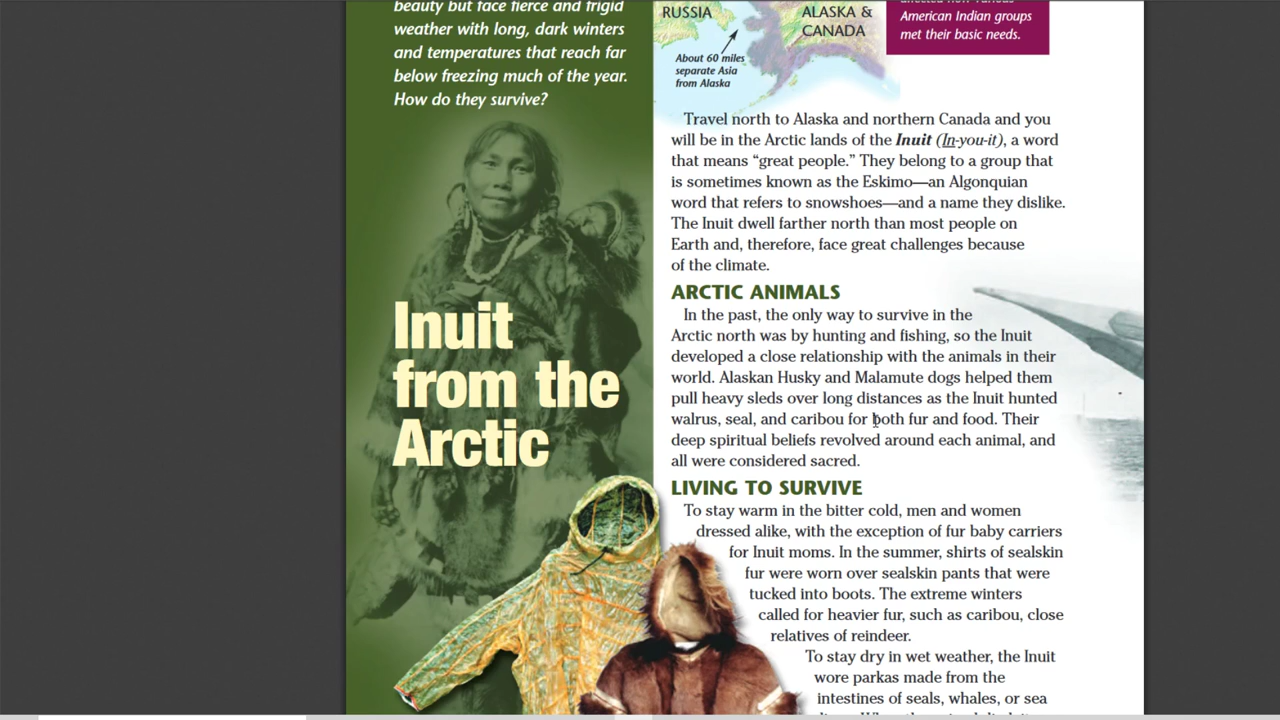 beauty but face fierce and frigid
weather with long, dark winters
and temperatures that reach far
below freezing much of the year.
How do they survive?
Inuit
from the
Arctic
RUSSIA
ALASKA &
CANADA
About 60 miles
separate Asia
from Alaska
American Indian groups
met their basic needs.
Travel north to Alaska and northern Canada and you
will be in the Arctic lands of the Inuit (In-you-it), a word
that means “great people.” They belong to a group that
is sometimes known as the Eskimo—an Algonquian
word that refers to snowshoes—and a name they dislike.
The Inuit dwell farther north than most people on
Earth and, therefore, face great challenges because
of the climate.
ARCTIC ANIMALS
In the past, the only way to survive in the
Arctic north was by hunting and fishing, so the Inuit
developed a close relationship with the animals in their
world. Alaskan Husky and Malamute dogs helped them
pull heavy sleds over long distances as the Inuit hunted
walrus, seal, and caribou for both fur and food. Their
deep spiritual beliefs revolved around each animal, and
all were considered sacred.
LIVING TO SURVIVE
To stay warm in the bitter cold, men and women
dressed alike, with the exception of fur baby carriers
for Inuit moms. In the summer, shirts of sealskin
fur were worn over sealskin pants that were
tucked into boots. The extreme winters
called for heavier fur, such as caribou, close
relatives of reindeer.
To stay dry in wet weather, the Inuit
wore parkas made from the
intestines of seals, whales, or sea